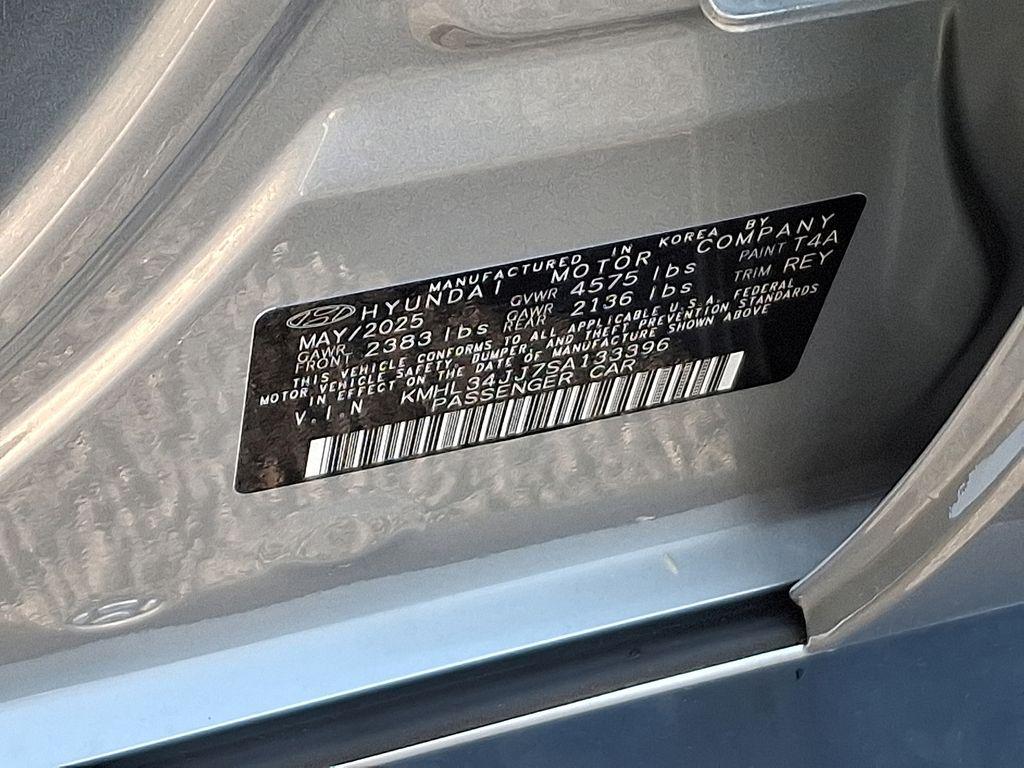 MANUFACTURED IN KOREA BY
HYUNDAI MOTOR COMPANY
MAY/2025 GVWR 4575 lbs PAINT T4A
GAWR FRONT 2383 lbs GAWR REAR 2136 lbs TRIM REY
THIS VEHICLE CONFORMS TO ALL APPLICABLE U.S.A. FEDERAL
MOTOR VEHICLE SAFETY, BUMPER, AND THEFT PREVENTION STANDARDS
IN EFFECT ON THE DATE OF MANUFACTURE SHOWN ABOVE
V.I.N KMHL34JJ7SA133396
PASSENGER CAR